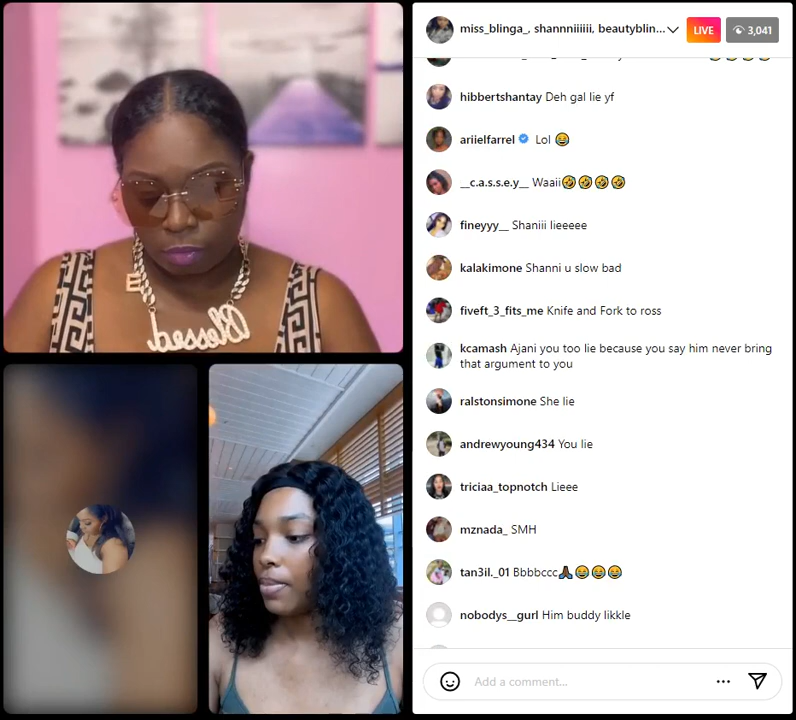 Blessed
E
miss_blinga_, shannniiiiii, beautyblin...
LIVE
3,041
hibbertshantay Deh gal lie yf
ariielfarrel Lol 😂
__c.a.s.s.e.y__ Waaii🤣🤣🤣🤣
fineyyy__ Shaniii lieeeee
kalakimone Shanni u slow bad
fiveft_3_fits_me Knife and Fork to ross
kcamash Ajani you too lie because you say him never bring
that argument to you
ralstonsimone She lie
andrewyoung434 You lie
triciaa_topnotch Lieee
mznada_ SMH
tan3il._01 Bbbbccc🙏🏿😂😂😂
nobodys__gurl Him buddy likkle
Add a comment...